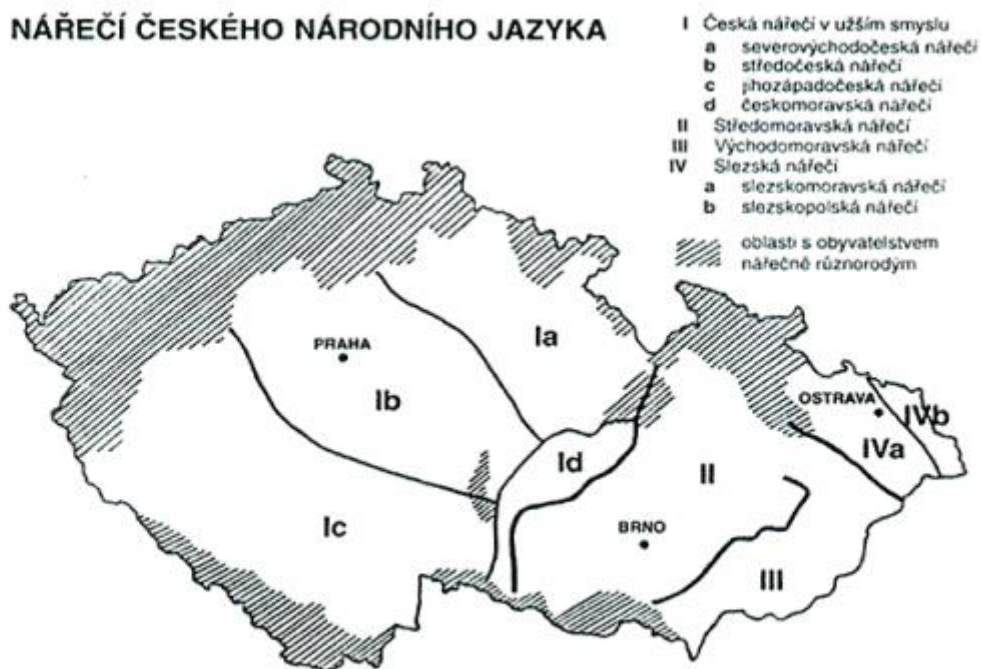 NÁŘEČÍ ČESKÉHO NÁRODNÍHO JAZYKA
I Česká nářečí v užším smyslu
a severovýchodočeská nářečí
b středočeská nářečí
c jihozápadočeská nářečí
d českomoravská nářečí
II Středomoravská nářečí
III Východomoravská nářečí
IV Slezská nářečí
a slezskomoravská nářečí
b slezskopolská nářečí
oblasti s obyvatelstvem
nářečně různorodým
Ia
PRAHA
Ib
OSTRAVA
IVb
IVa
Id
II
Ic
BRNO
III